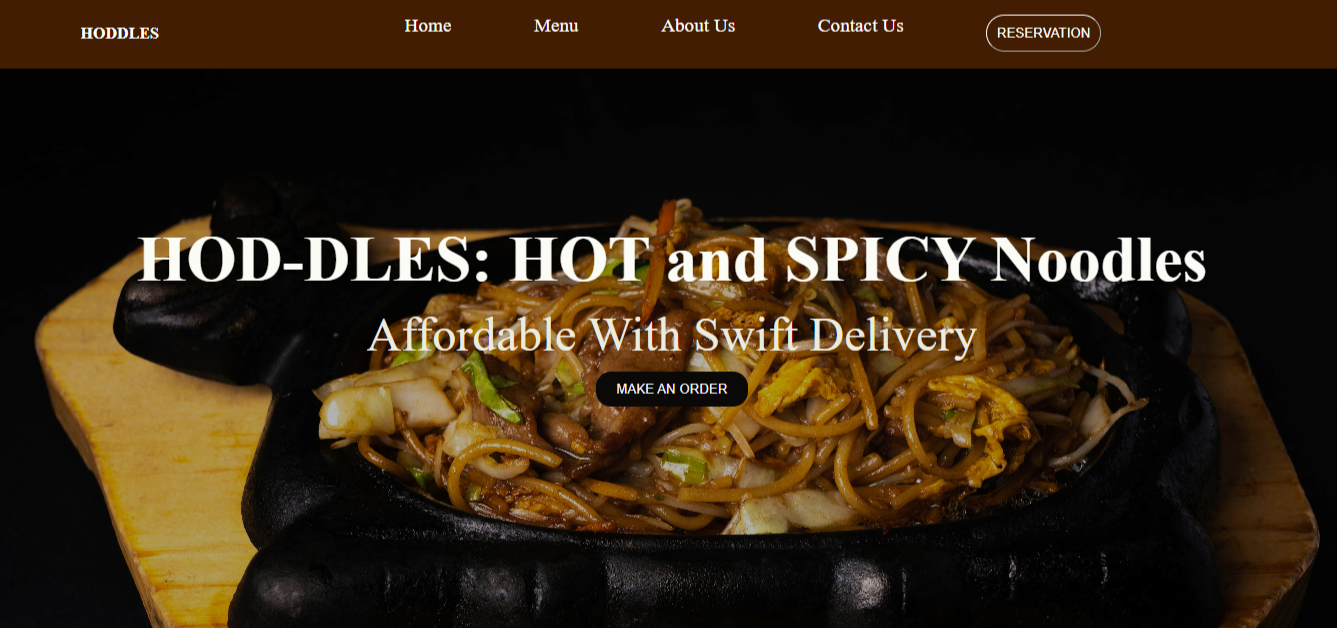 HODDLES
Home Menu About Us Contact Us RESERVATION
HOD-DLES: HOT and SPICY Noodles
Affordable With Swift Delivery
MAKE AN ORDER